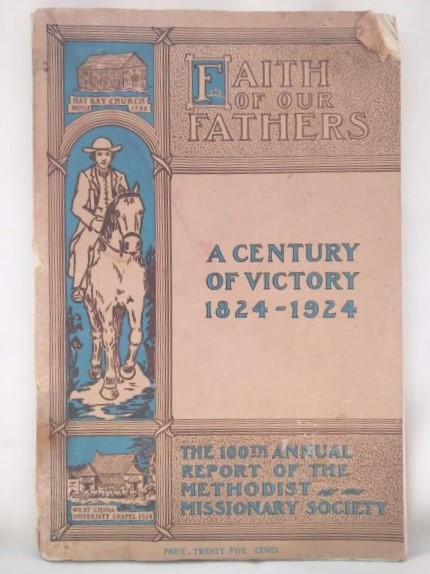 HAY BAY CHURCH
BUILT 1792
FAITH
OF OUR
FATHERS
A CENTURY
OF VICTORY
1824-1924
WEST CHINA
UNIVERSITY CHAPEL 1924
THE 100TH ANNUAL
REPORT OF THE
METHODIST
MISSIONARY SOCIETY
PRICE, TWENTY FIVE CENTS